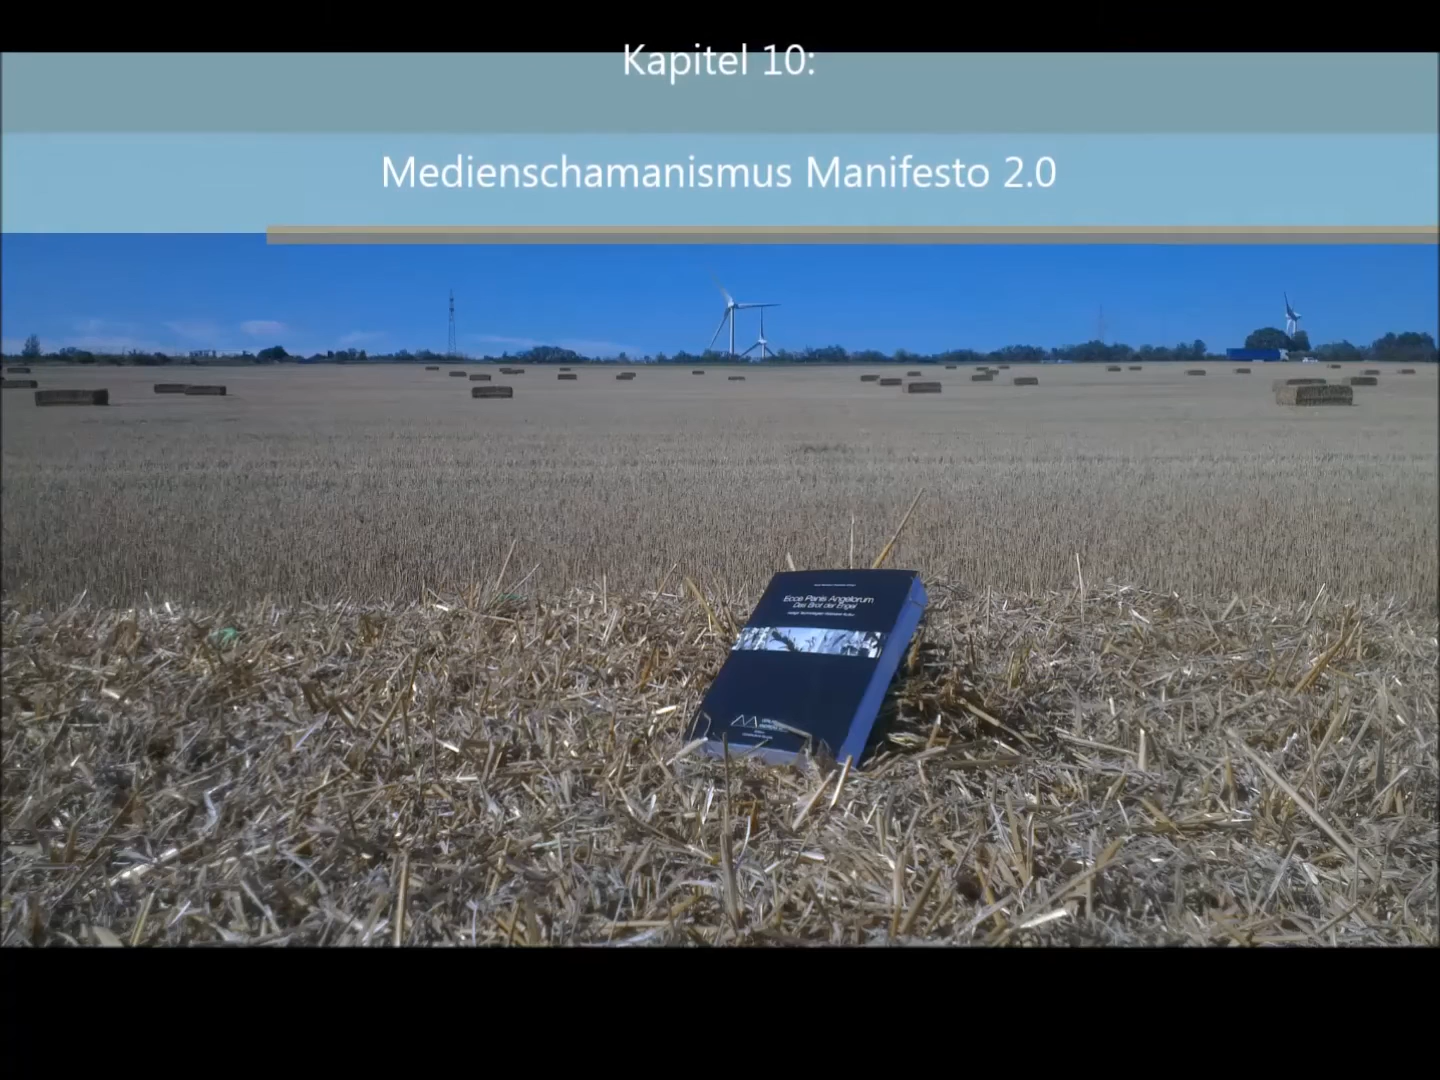 Kapitel 10:
Medienschamanismus Manifesto 2.0
Ecce Panis Angelorum
Das Brot der Engel